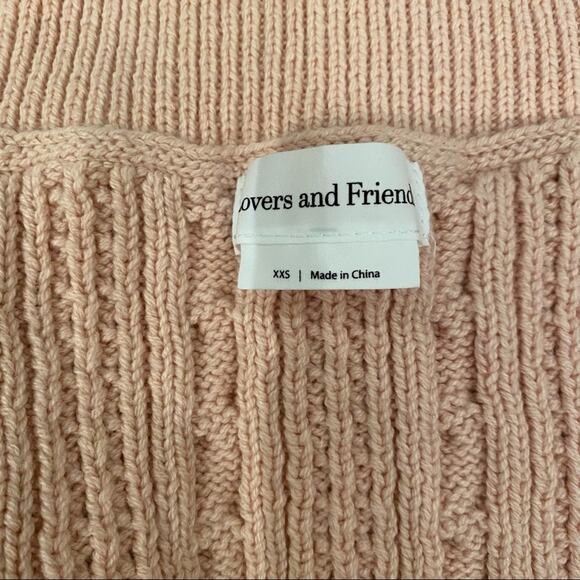 overs and Friend
XXS | Made in China